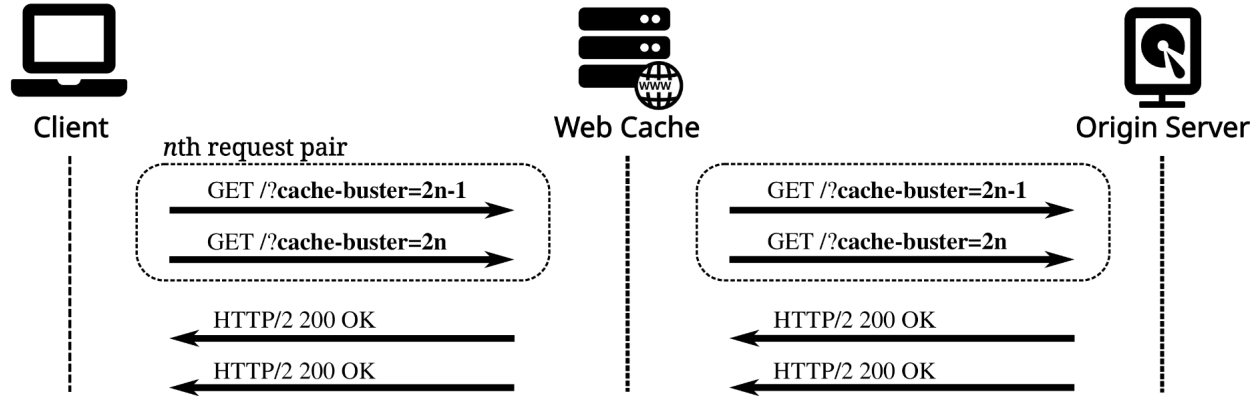 www
Client
Web Cache
Origin Server
nth request pair
GET /?cache-buster=2n-1
GET /?cache-buster=2n-1
GET /?cache-buster=2n
GET /?cache-buster=2n
HTTP/2 200 OK
HTTP/2 200 OK
HTTP/2 200 OK
HTTP/2 200 OK